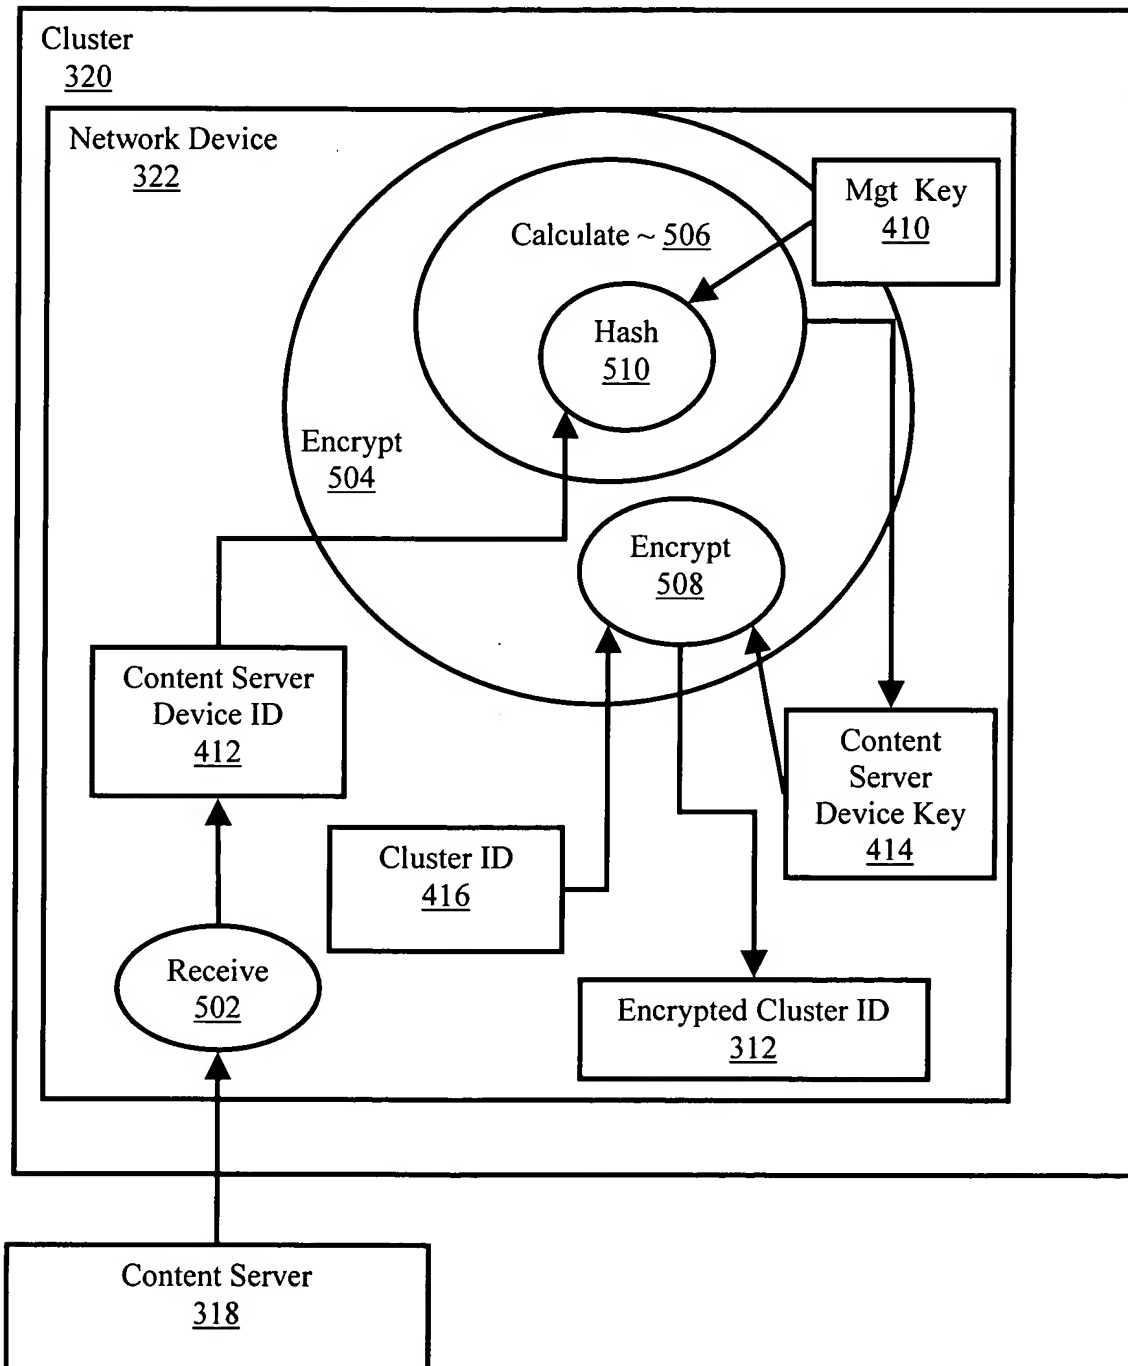 Cluster
320
Network Device
322
Mgt Key
410
Calculate ~ 506
Hash
510
Encrypt
504
Encrypt
508
Content Server
Device ID
412
Content
Server
Device Key
414
Cluster ID
416
Receive
502
Encrypted Cluster ID
312
Content Server
318